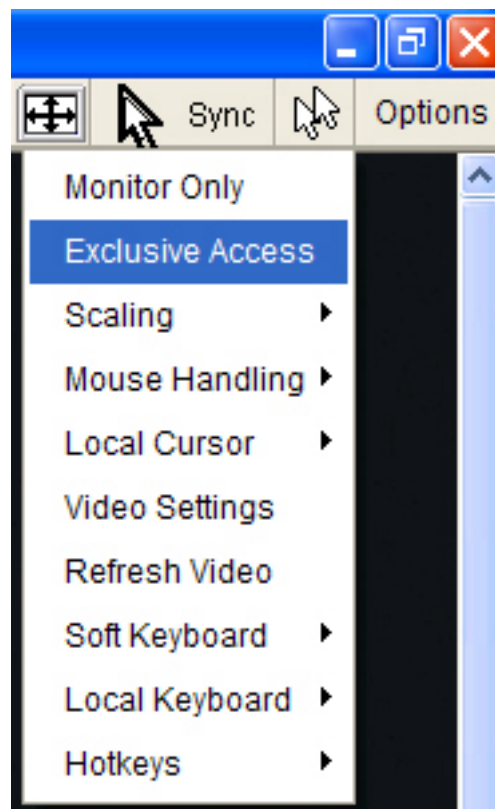 Sync Options
Monitor Only
Exclusive Access
Scaling
Mouse Handling
Local Cursor
Video Settings
Refresh Video
Soft Keyboard
Local Keyboard
Hotkeys